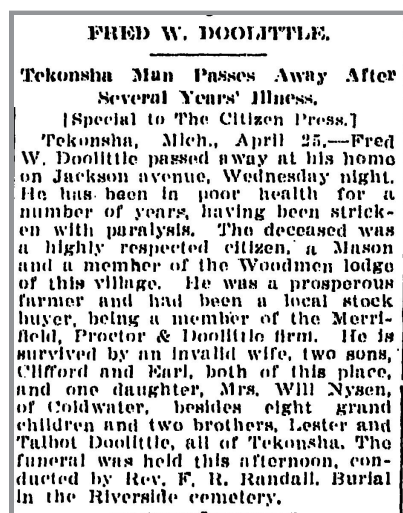 FRED W. DOOLITTLE.
Tekonsha Man Passes Away After
Several Years' Illness.
[Special to The Citizen Press.]
Tekonsha, Mich., April 25.—Fred
W. Doolittle passed away at his home
on Jackson avenue, Wednesday night.
He has been in poor health for a
number of years, having been strick-
en with paralysis. The deceased was
a highly respected citizen, a Mason
and a member of the Woodmen lodge
of this village. He was a prosperous
farmer and had been a local stock
buyer, being a member of the Merri-
field, Proctor & Doolittle firm. He is
survived by an invalid wife, two sons,
Clifford and Earl, both of this place,
and one daughter, Mrs. Will Nysen,
of Coldwater, besides eight grand
children and two brothers, Lester and
Talbot Doolittle, all of Tekonsha. The
funeral was held this afternoon, con-
ducted by Rev. F. R. Randall. Burial
in the Riverside cemetery.